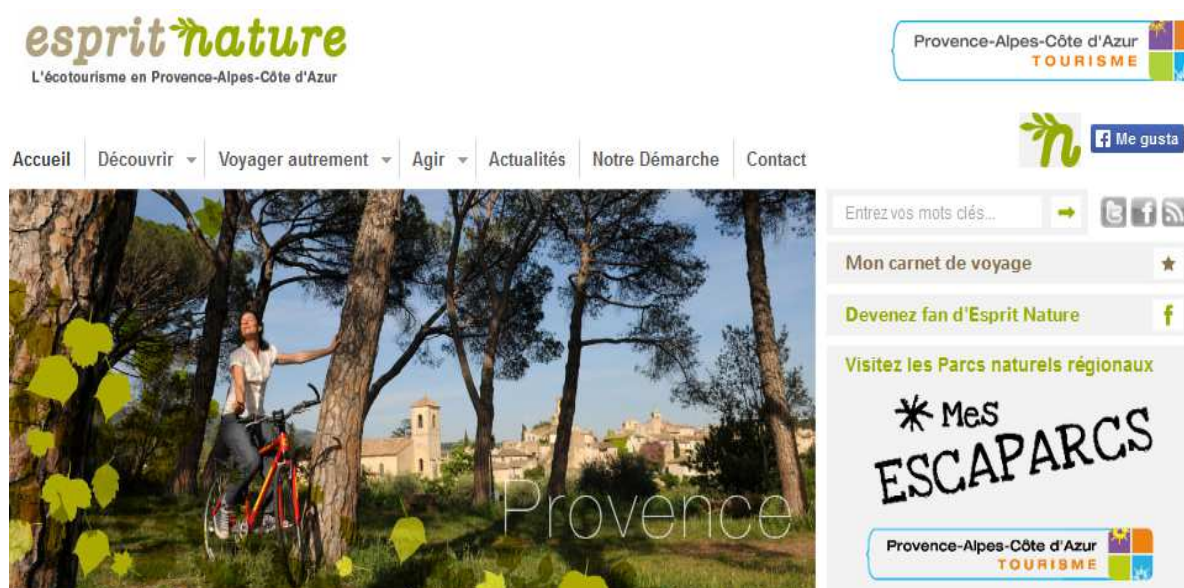 esprit nature
L'écotourisme en Provence-Alpes-Côte d'Azur
Provence-Alpes-Côte d'Azur
TOURISME
Me gusta
Accueil Découvrir Voyager autrement Agir Actualités Notre Démarche Contact
Entrez vos mots clés...
Mon carnet de voyage
Devenez fan d'Esprit Nature
Visitez les Parcs naturels régionaux
Mes
ESCAPARCS
Provence
Provence-Alpes-Côte d'Azur
TOURISME